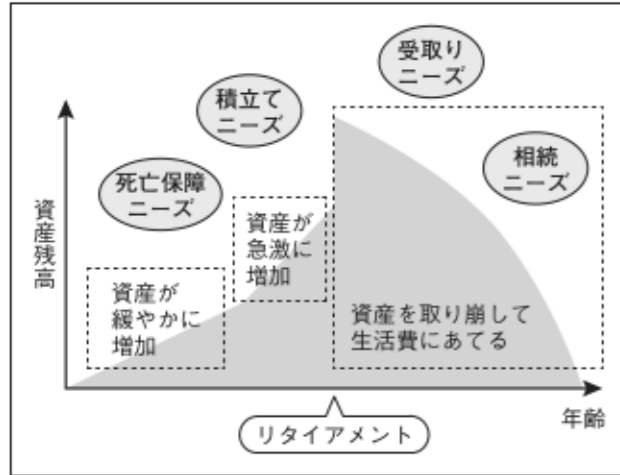 受取り
ニーズ
積立て
ニーズ
相続
ニーズ
死亡保障
ニーズ
資産残高
資産が
急激に
増加
資産が
緩やかに
増加
資産を取り崩して
生活費にあてる
年齢
リタイアメント